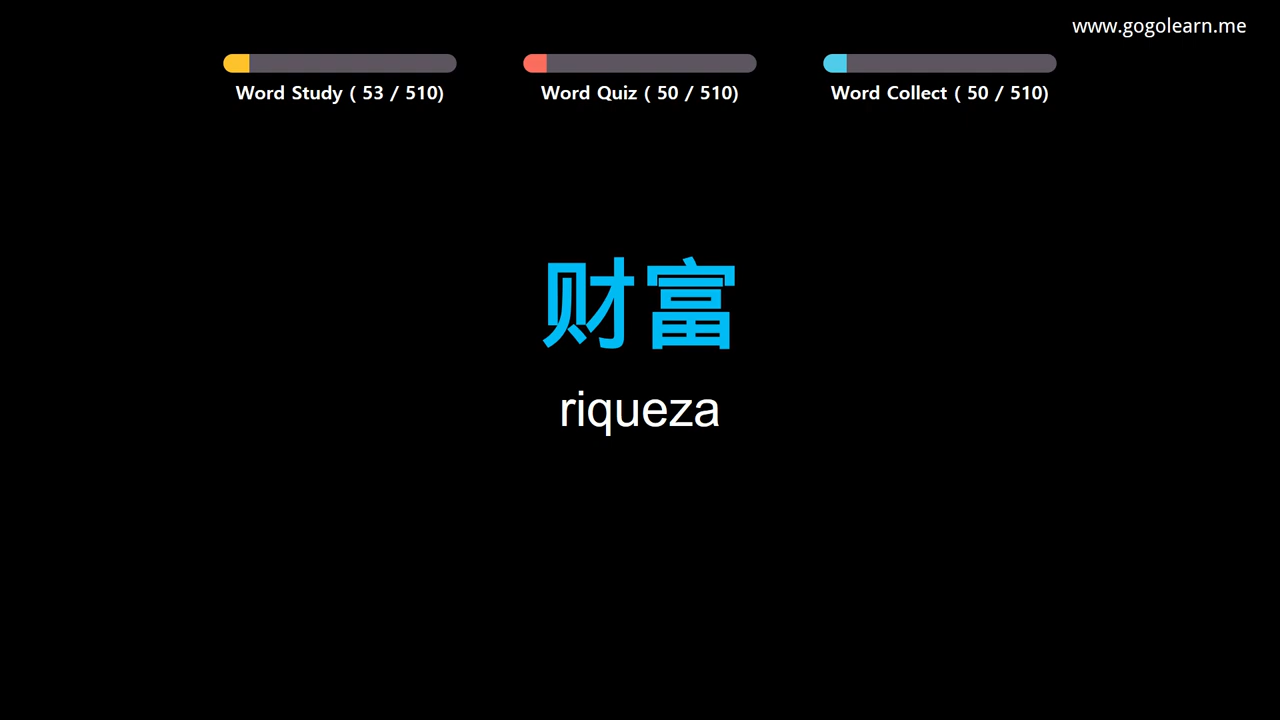 www.gogolearn.me
Word Study ( 53 / 510)
Word Quiz ( 50 / 510)
Word Collect ( 50 / 510)
财富
riqueza